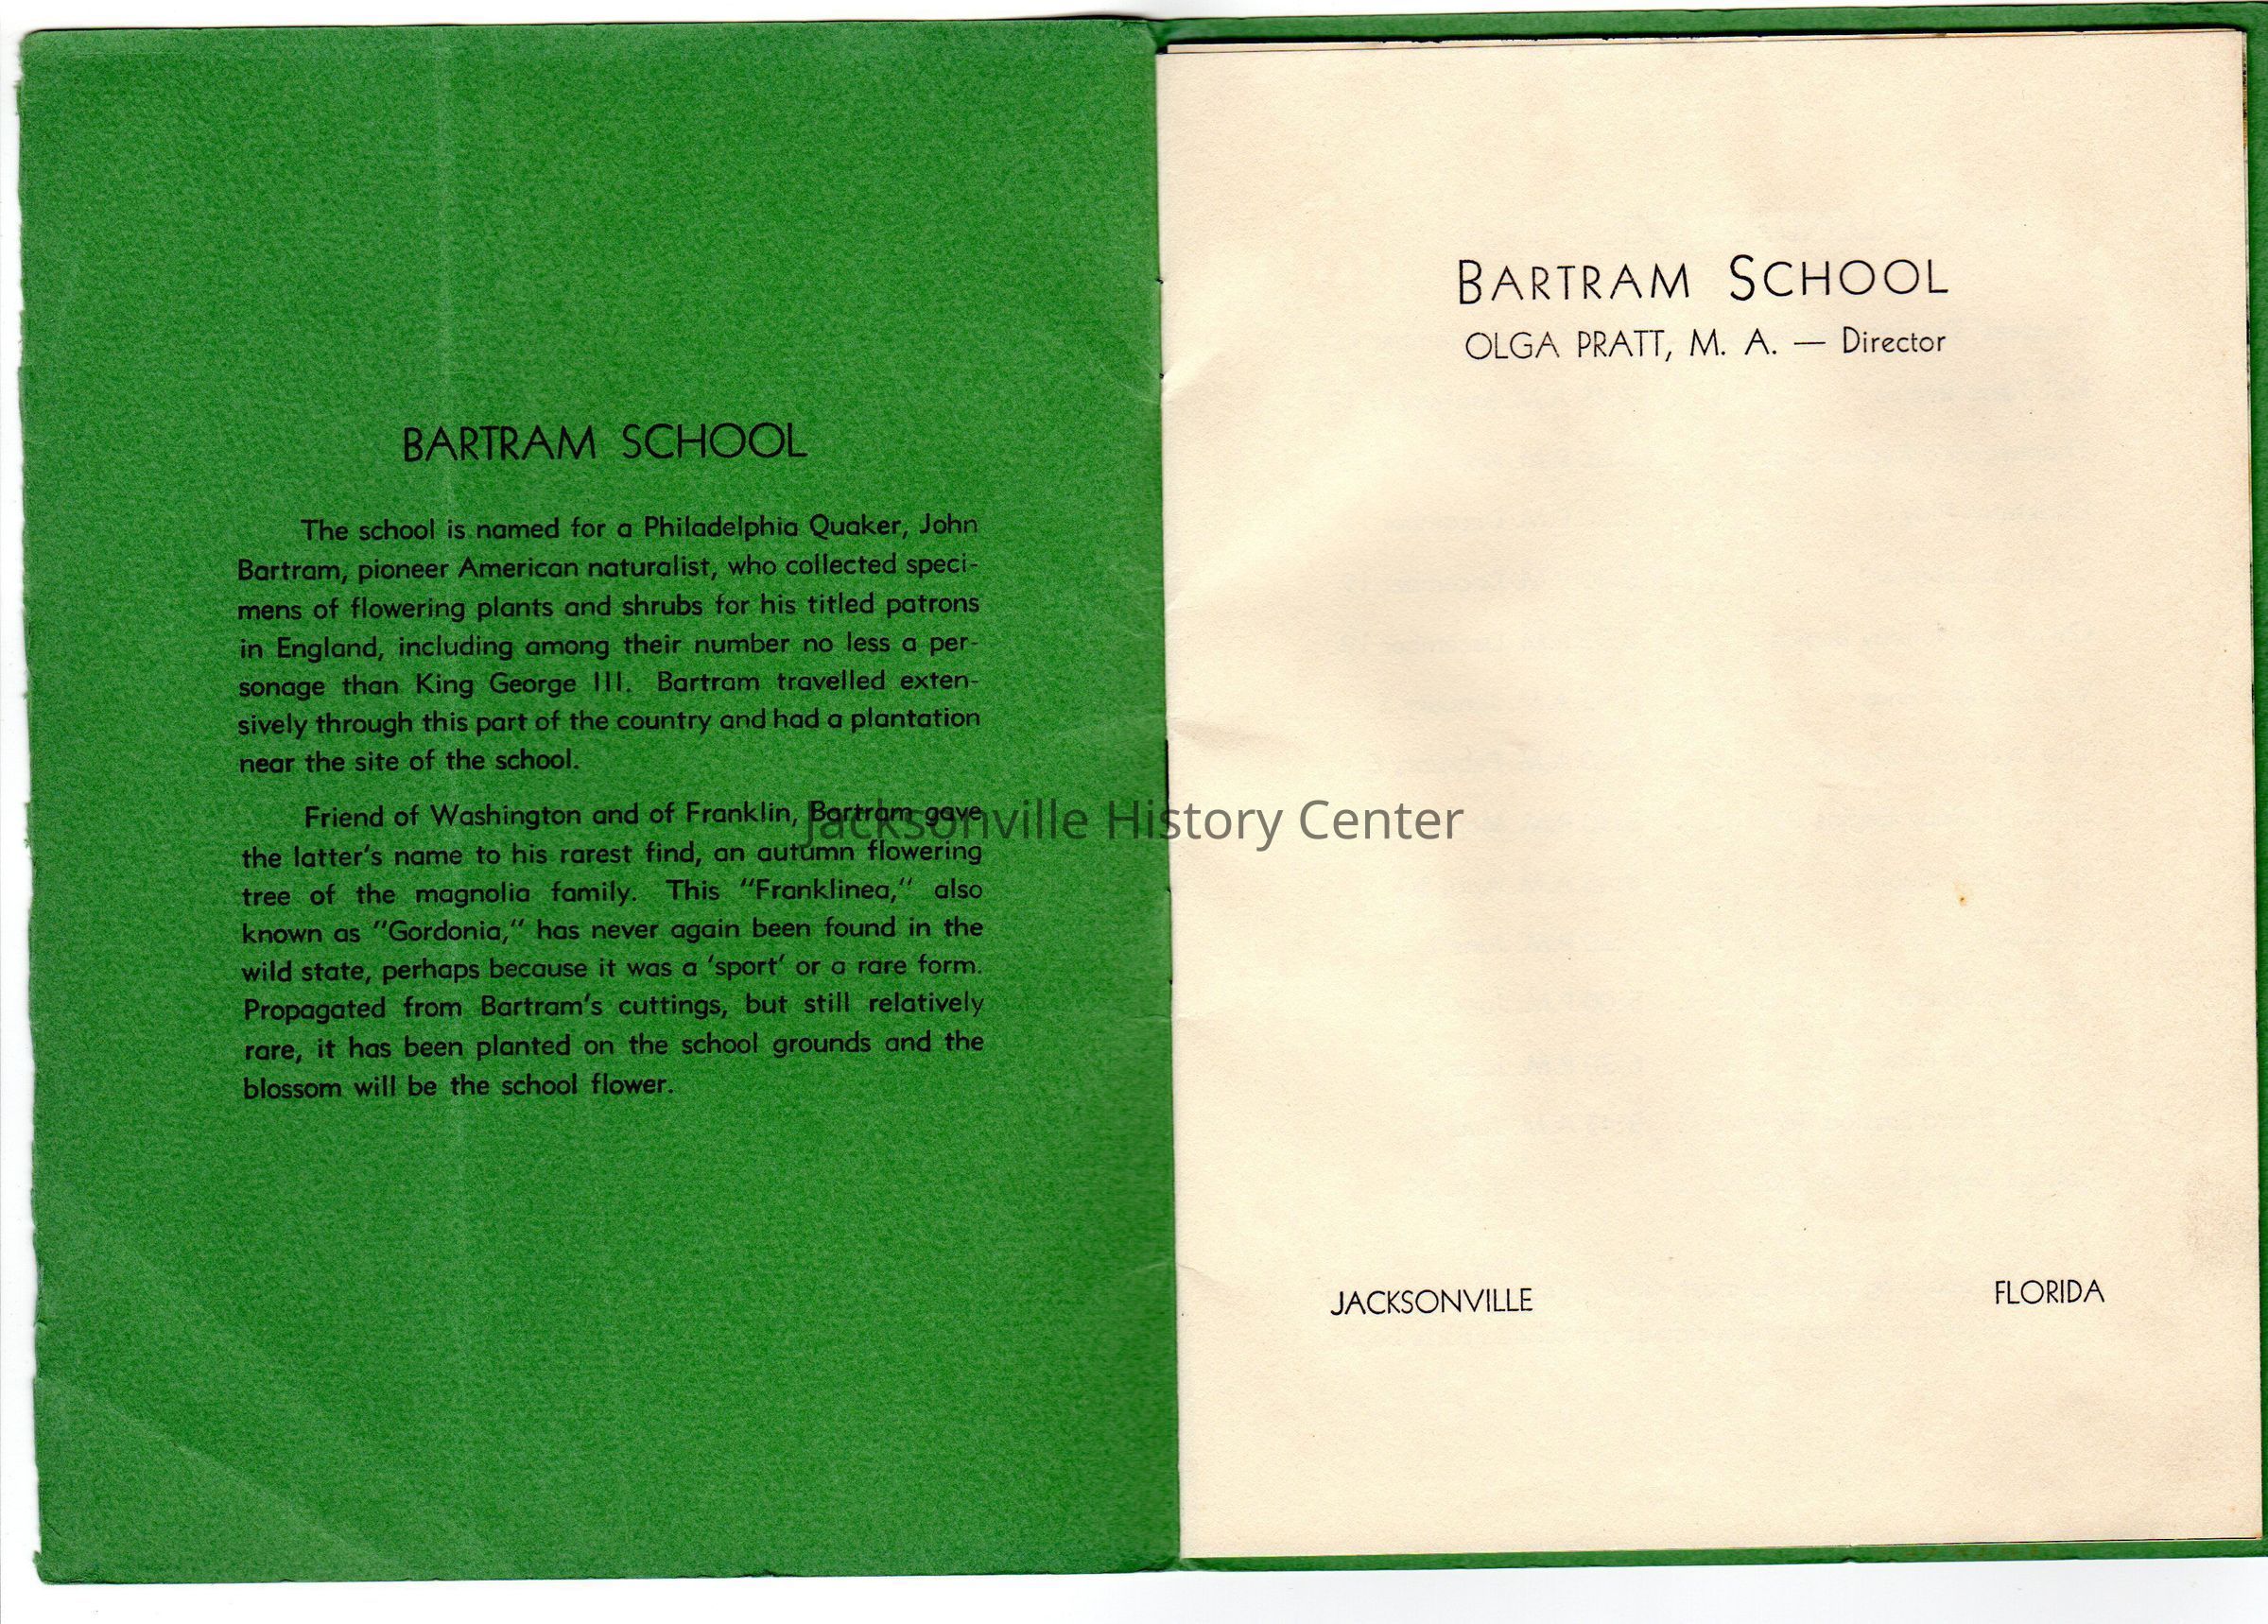 BARTRAM SCHOOL
The school is named for a Philadelphia Quaker, John
Bartram, pioneer American naturalist, who collected speci-
mens of flowering plants and shrubs for his titled patrons
in England, including among their number no less a per-
sonage than King George III. Bartram travelled exten-
sively through this part of the country and had a plantation
near the site of the school.
Friend of Washington and of Franklin, Bartram gave
the latter's name to his rarest find, an autumn flowering
tree of the magnolia family. This "Franklinea," also
known as "Gordonia," has never again been found in the
wild state, perhaps because it was a 'sport' or a rare form.
Propagated from Bartram's cuttings, but still relatively
rare, it has been planted on the school grounds and the
blossom will be the school flower.
Jacksonville History Center
BARTRAM SCHOOL
OLGA PRATT, M. A. — Director
JACKSONVILLE FLORIDA